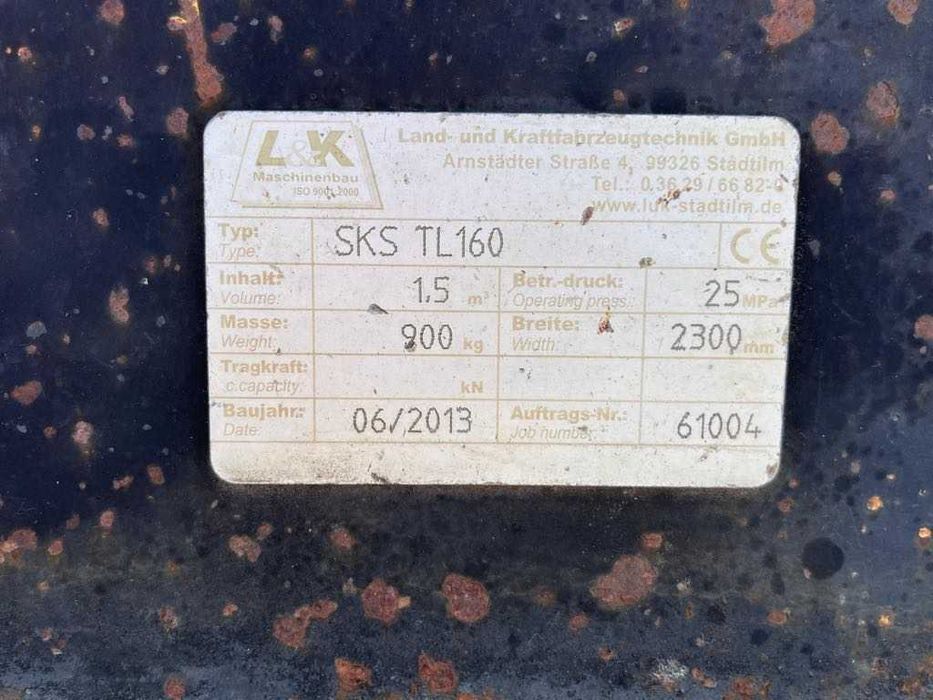 L&K
Maschinenbau
ISO 9001:2000
Land- und Kraftfahrzeugtechnik GmbH
Arnstädter Straße 4, 99326 Stadtilm
Tel.: 0 36 29 / 66 82-0
www.luk-stadtilm.de
Typ: SKS TL160 CE
Type:
Inhalt: 1.5 m³ Betr.-druck: 25 MPa
Volume: Operating press.:
Masse: 900 kg Breite: 2300 mm
Weight: Width:
Tragkraft: kN
c.capacity:
Baujahr: 06/2013 Auftrags-Nr.: 61004
Date: Job number: